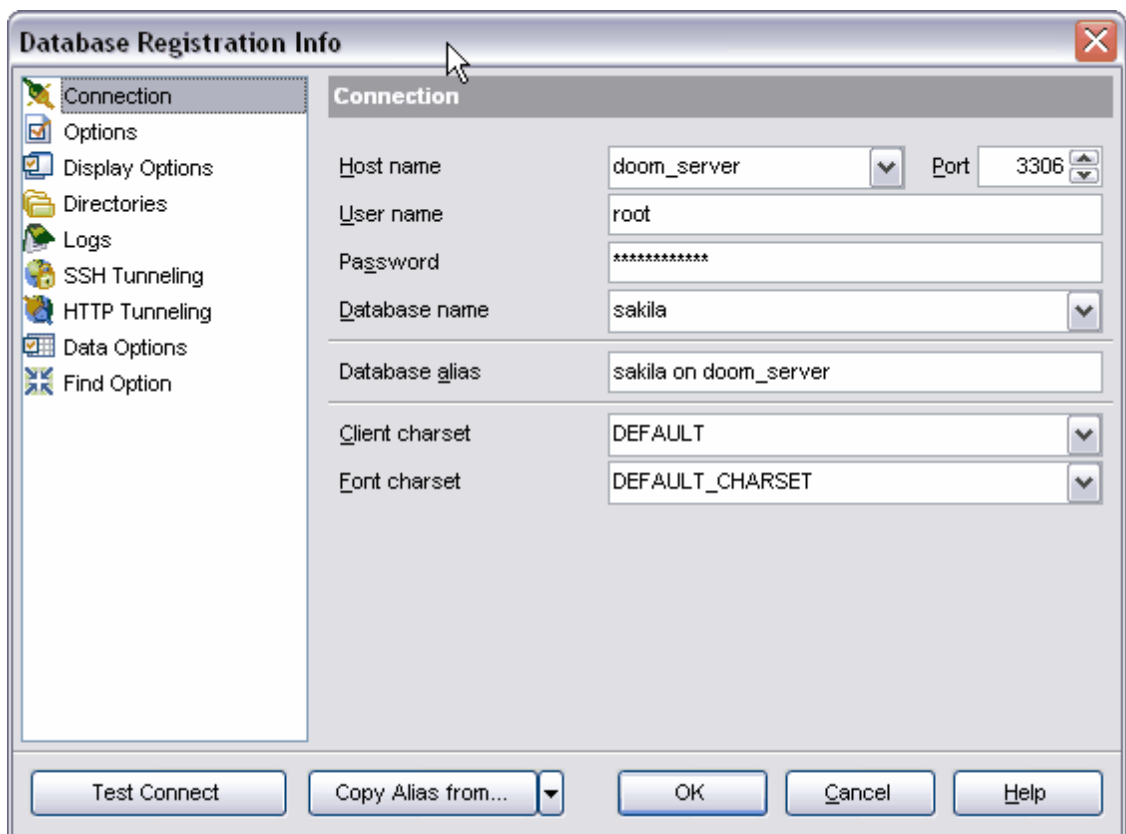 Database Registration Info
Connection
Options
Display Options
Directories
Logs
SSH Tunneling
HTTP Tunneling
Data Options
Find Option
Connection
Host name doom_server Port 3306
User name root
Password ************
Database name sakila
Database alias sakila on doom_server
Client charset DEFAULT
Font charset DEFAULT_CHARSET
Test Connect Copy Alias from... OK Cancel Help